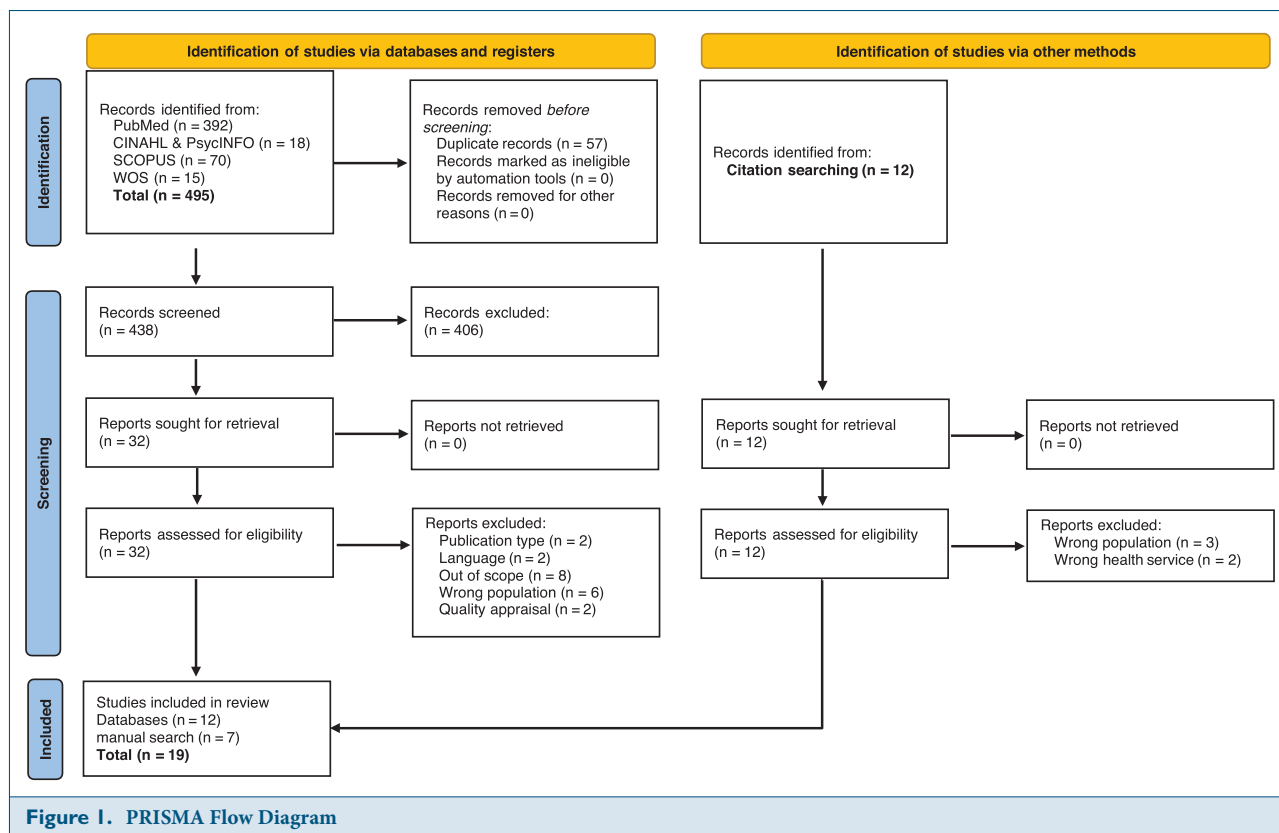 Identification of studies via databases and registers
Identification of studies via other methods
Identification
Records identified from:
PubMed (n = 392)
CINAHL & PsycINFO (n = 18)
SCOPUS (n = 70)
WOS (n = 15)
Total (n = 495)
Records removed before
screening:
Duplicate records (n = 57)
Records marked as ineligible
by automation tools (n = 0)
Records removed for other
reasons (n = 0)
Records identified from:
Citation searching (n = 12)
Screening
Records screened
(n = 438)
Records excluded:
(n = 406)
Reports sought for retrieval
(n = 32)
Reports not retrieved
(n = 0)
Reports sought for retrieval
(n = 12)
Reports not retrieved
(n = 0)
Reports assessed for eligibility
(n = 32)
Reports excluded:
Publication type (n = 2)
Language (n = 2)
Out of scope (n = 8)
Wrong population (n = 6)
Quality appraisal (n = 2)
Reports assessed for eligibility
(n = 12)
Reports excluded:
Wrong population (n = 3)
Wrong health service (n = 2)
Included
Studies included in review
Databases (n = 12)
manual search (n = 7)
Total (n = 19)
Figure 1. PRISMA Flow Diagram